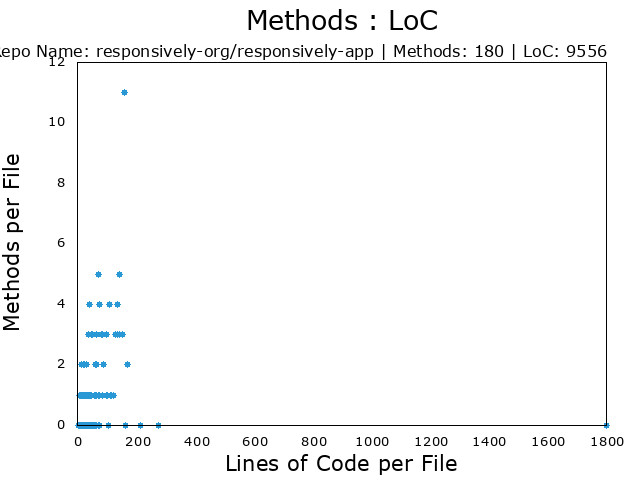 Methods : LoC
Repo Name: responsively-org/responsively-app | Methods: 180 | LoC: 9556
12
10
8
6
4
2
0
0 200 400 600 800 1000 1200 1400 1600 1800
Methods per File
Lines of Code per File